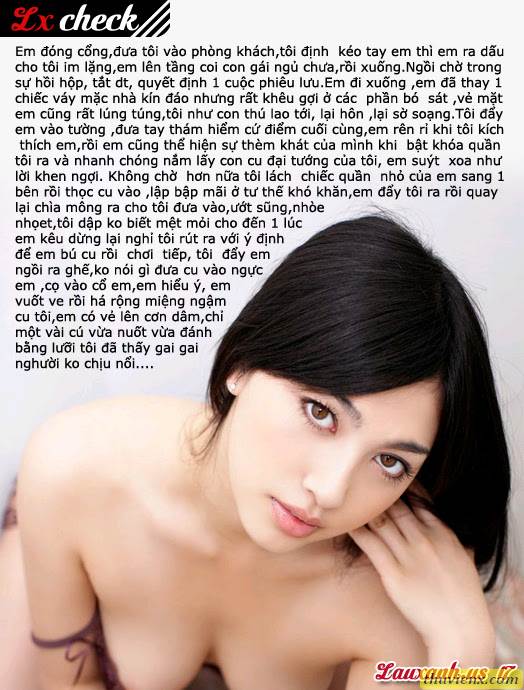 Lx check
Em đóng cổng,đưa tôi vào phòng khách,tôi định kéo tay em thì em ra dấu
cho tôi im lặng,em lên tầng coi con gái ngủ chưa,rồi xuống.Ngồi chờ trong
sự hồi hộp, tắt dt, quyết định 1 cuộc phiêu lưu.Em đi xuống ,em đã thay 1
chiếc váy mặc nhà kín đáo nhưng rất khêu gợi ở các phần bó sát ,vẻ mặt
em cũng rất lúng túng,tôi như con thú lao tới, lại hôn ,lại sờ soạng.Tôi đẩy
em vào tường ,đưa tay thám hiểm cứ điểm cuối cùng,em rên rỉ khi tôi kích
thích em,rồi em cũng thể hiện sự thèm khát của mình khi bật khóa quần
tôi ra và nhanh chóng nắm lấy con cu đại tướng của tôi, em suýt xoa như
lời khen ngợi. Không chờ hơn nữa tôi lách chiếc quần nhỏ của em sang 1
bên rồi thọc cu vào ,lập bập mãi ở tư thế khó khăn,em đẩy tôi ra rồi quay
lại chìa mông ra cho tôi đưa vào,ướt sũng,nhòe
nhoẹt,tôi dập ko biết mệt mỏi cho đến 1 lúc
em kêu dừng lại nghỉ tôi rút ra với ý định
để em bú cu rồi chơi tiếp, tôi đẩy em
ngồi ra ghế,ko nói gì đưa cu vào ngực
em ,cọ vào cổ em,em hiểu ý, em
vuốt ve rồi há rộng miệng ngậm
cu tôi,em có vẻ lên cơn dâm,chỉ
một vài cú vừa nuốt vừa đánh
bằng lưỡi tôi đã thấy gai gai
nghười ko chịu nổi....
Lauxanh.us 17
thuvienx.com